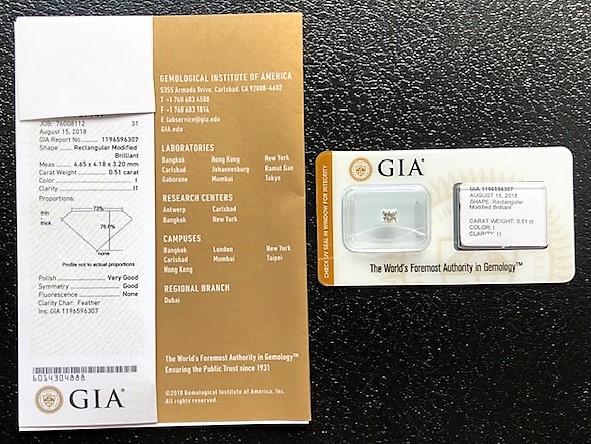 JOB: 76008112 31
August 15, 2018
GIA Report No 1196596307
Shape Rectangular Modified
Brilliant
Meas 4.65 x 4.18 x 3.20 mm
Carat Weight 0.51 carat
Color I
Clarity I1
Proportions:
73%
thin
thick
76.6%
none
Profile not to actual proportions
Polish Very Good
Symmetry Good
Fluorescence None
Clarity Char: Feather
Ins: GIA 1196596307
6014304888
GIA®
GEMOLOGICAL INSTITUTE OF AMERICA
5355 Armada Drive, Carlsbad, CA 92008-4602
T +1 760 603 4500
F +1 760 603 1814
E labservice@gia.edu
GIA.edu
LABORATORIES
Bangkok Hong Kong New York
Carlsbad Johannesburg Ramat Gan
Gaborone Mumbai Tokyo
RESEARCH CENTERS
Antwerp Carlsbad
Bangkok New York
CAMPUSES
Bangkok London New York
Carlsbad Mumbai Taipei
Hong Kong
REGIONAL BRANCH
Dubai
The World's Foremost Authority in Gemology™
Ensuring the Public Trust since 1931
©2018 Gemological Institute of America, Inc.
All rights reserved.
CHECK UV SEAL IN WINDOW FOR INTEGRITY
GIA®
GIA 1196596307
AUGUST 15, 2018
SHAPE: Rectangular
Modified Brilliant
CARAT WEIGHT: 0.51 ct
COLOR: I
CLARITY: I1
The World's Foremost Authority in Gemology™